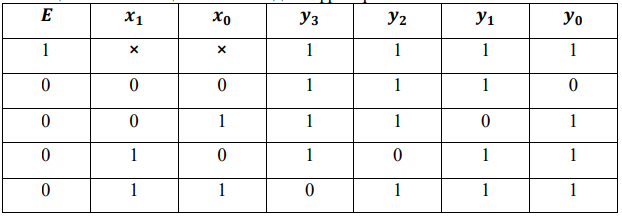 E x₁ x₀ y₃ y₂ y₁ y₀
1 × × 1 1 1 1
0 0 0 1 1 1 0
0 0 1 1 1 0 1
0 1 0 1 0 1 1
0 1 1 0 1 1 1